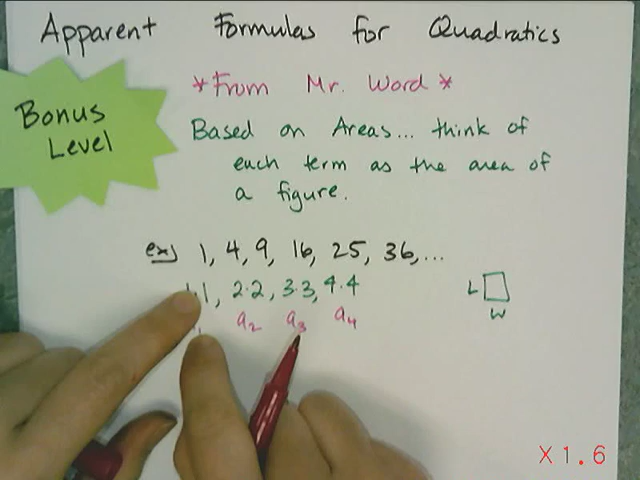 Apparent Formulas for Quadratics
*From Mr. Word*
Bonus
Level
Based on Areas... think of
each term as the area of
a figure.
ex) 1, 4, 9, 16, 25, 36, ...
1·1, 2·2, 3·3, 4·4
a₂ a₃ a₄
L
W
X1.6